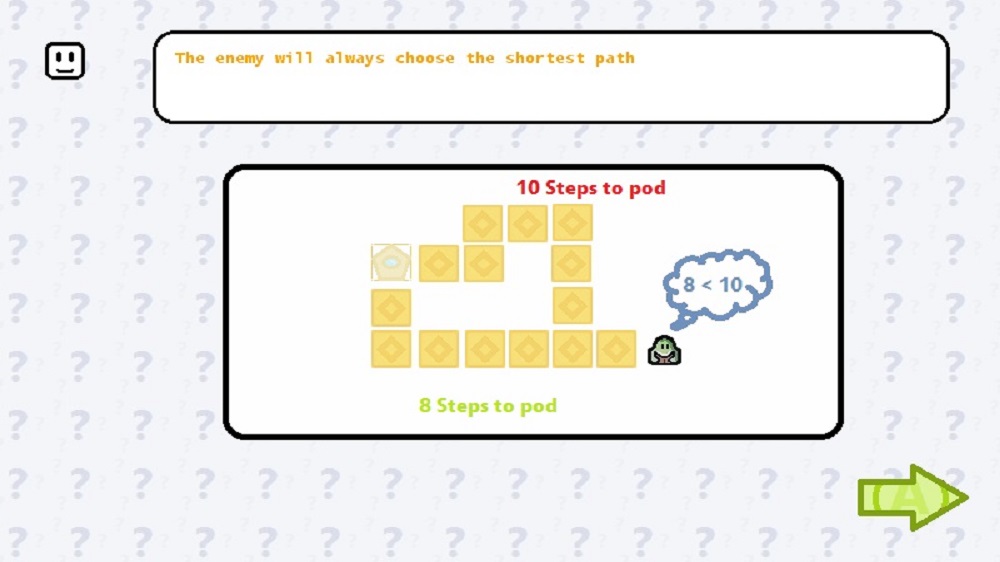 The enemy will always choose the shortest path
10 Steps to pod
8 < 10
8 Steps to pod
A